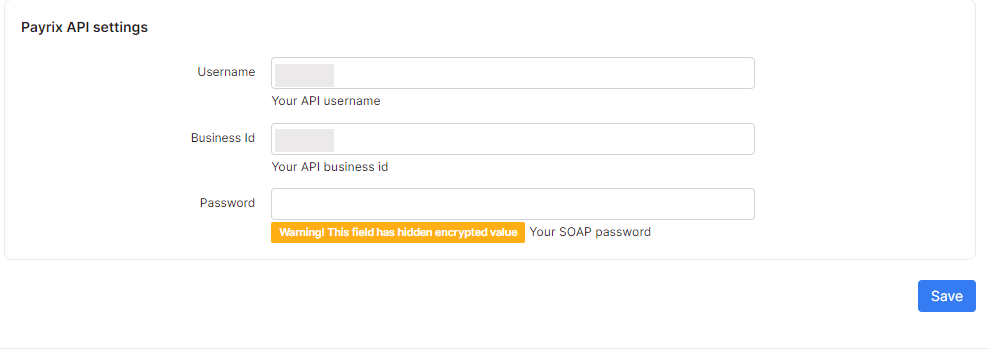 Payrix API settings
Username
Your API username
Business Id
Your API business id
Password
Warning! This field has hidden encrypted value Your SOAP password
Save